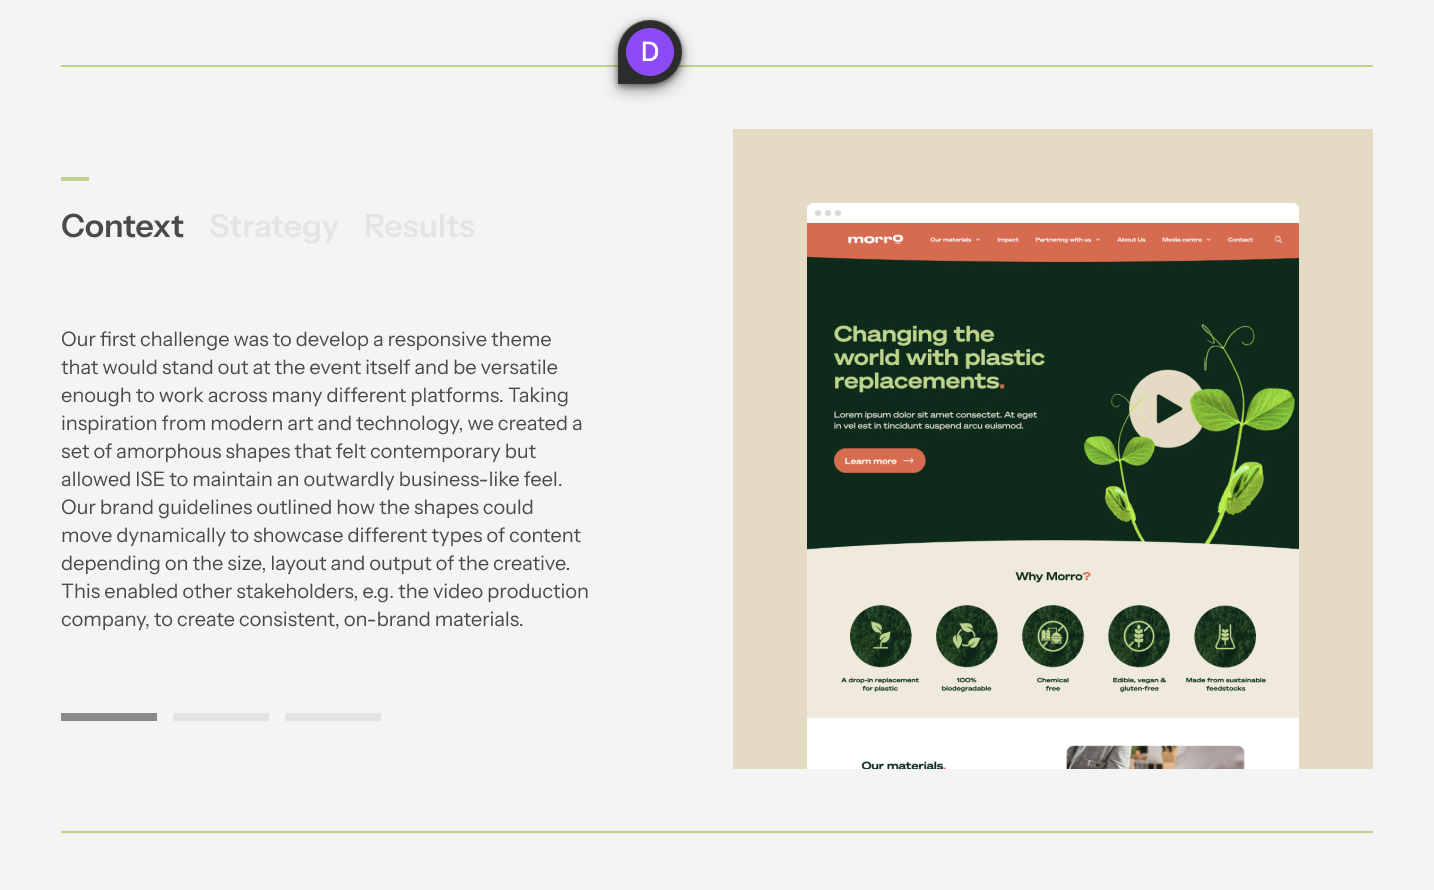 D
Context Strategy Results
Our first challenge was to develop a responsive theme
that would stand out at the event itself and be versatile
enough to work across many different platforms. Taking
inspiration from modern art and technology, we created a
set of amorphous shapes that felt contemporary but
allowed ISE to maintain an outwardly business-like feel.
Our brand guidelines outlined how the shapes could
move dynamically to showcase different types of content
depending on the size, layout and output of the creative.
This enabled other stakeholders, e.g. the video production
company, to create consistent, on-brand materials.
morro
Our materials Impact Partnering with us About Us Media centre Contact
Changing the
world with plastic
replacements.
Lorem ipsum dolor sit amet consectet. At eget
in vel est in tincidunt suspend arcu euismod.
Learn more
Why Morro?
A drop-in replacement
for plastic
100%
biodegradable
Chemical
free
Edible, vegan &
gluten-free
Made from sustainable
feedstocks
Our materials.